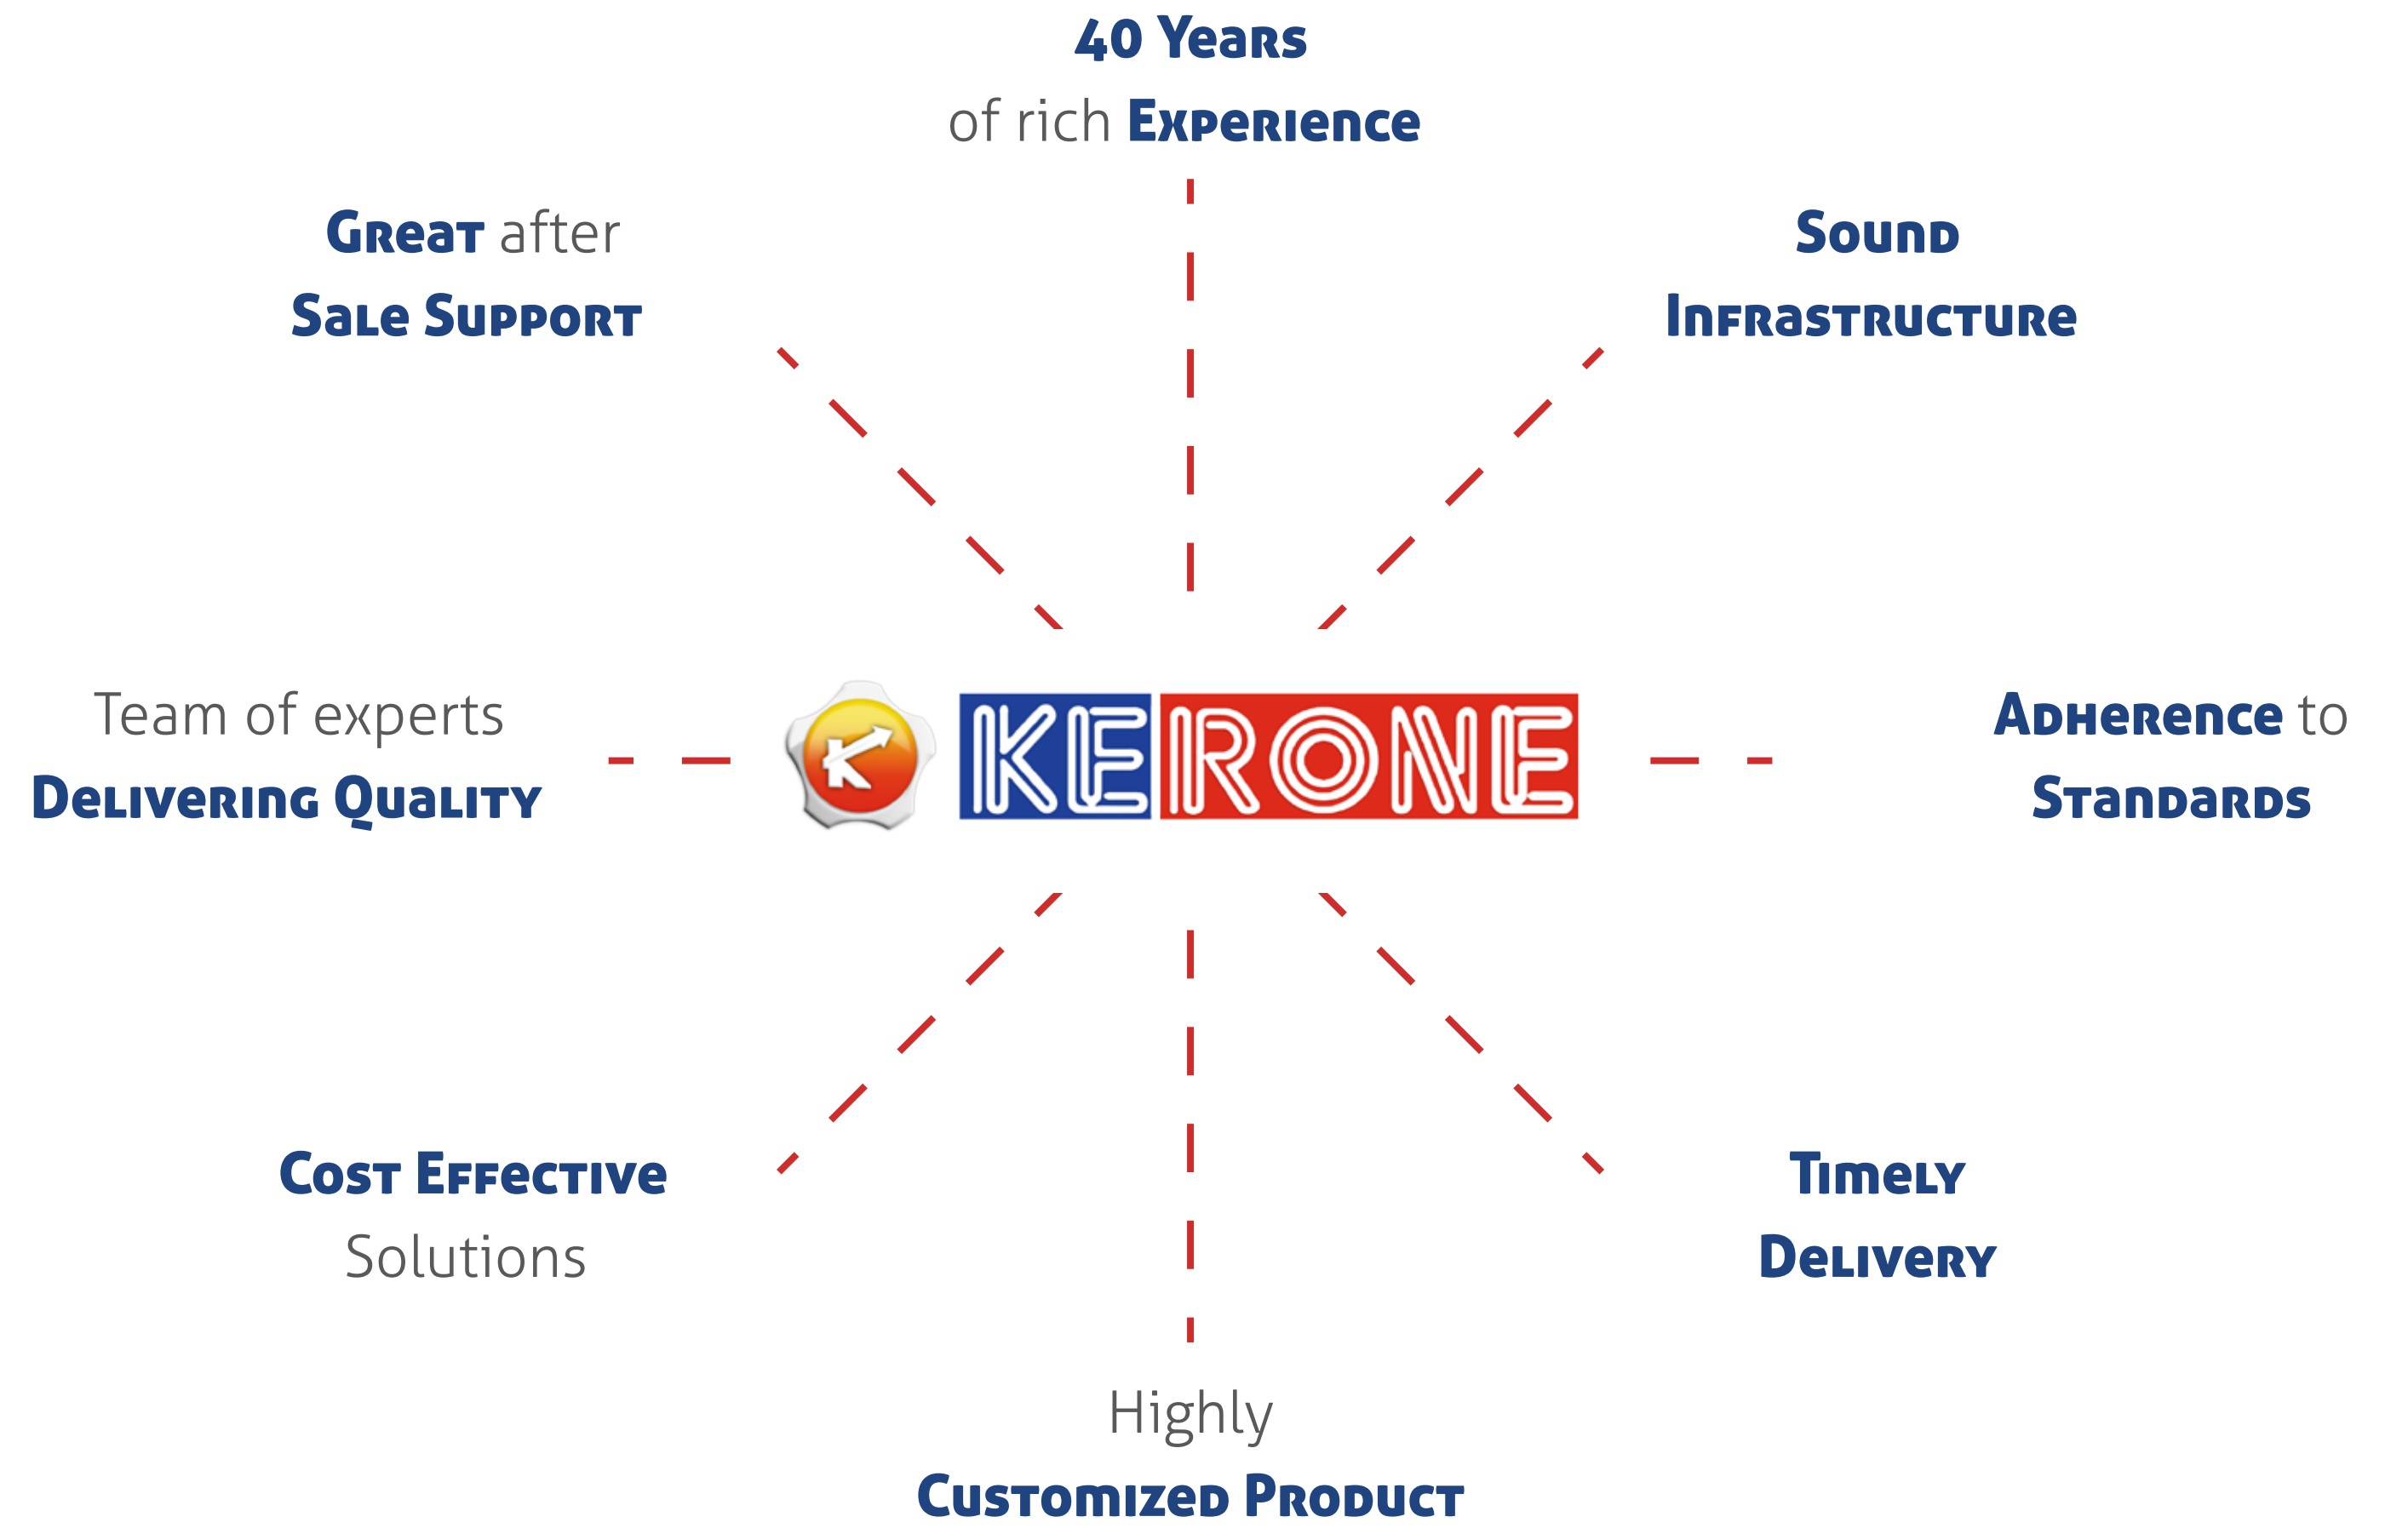 40 Years
of rich Experience
Great after
Sale Support
Sound
Infrastructure
Team of experts
Delivering Quality
K
KERONE
Adherence to
Standards
Cost Effective
Solutions
Timely
Delivery
Highly
Customized Product